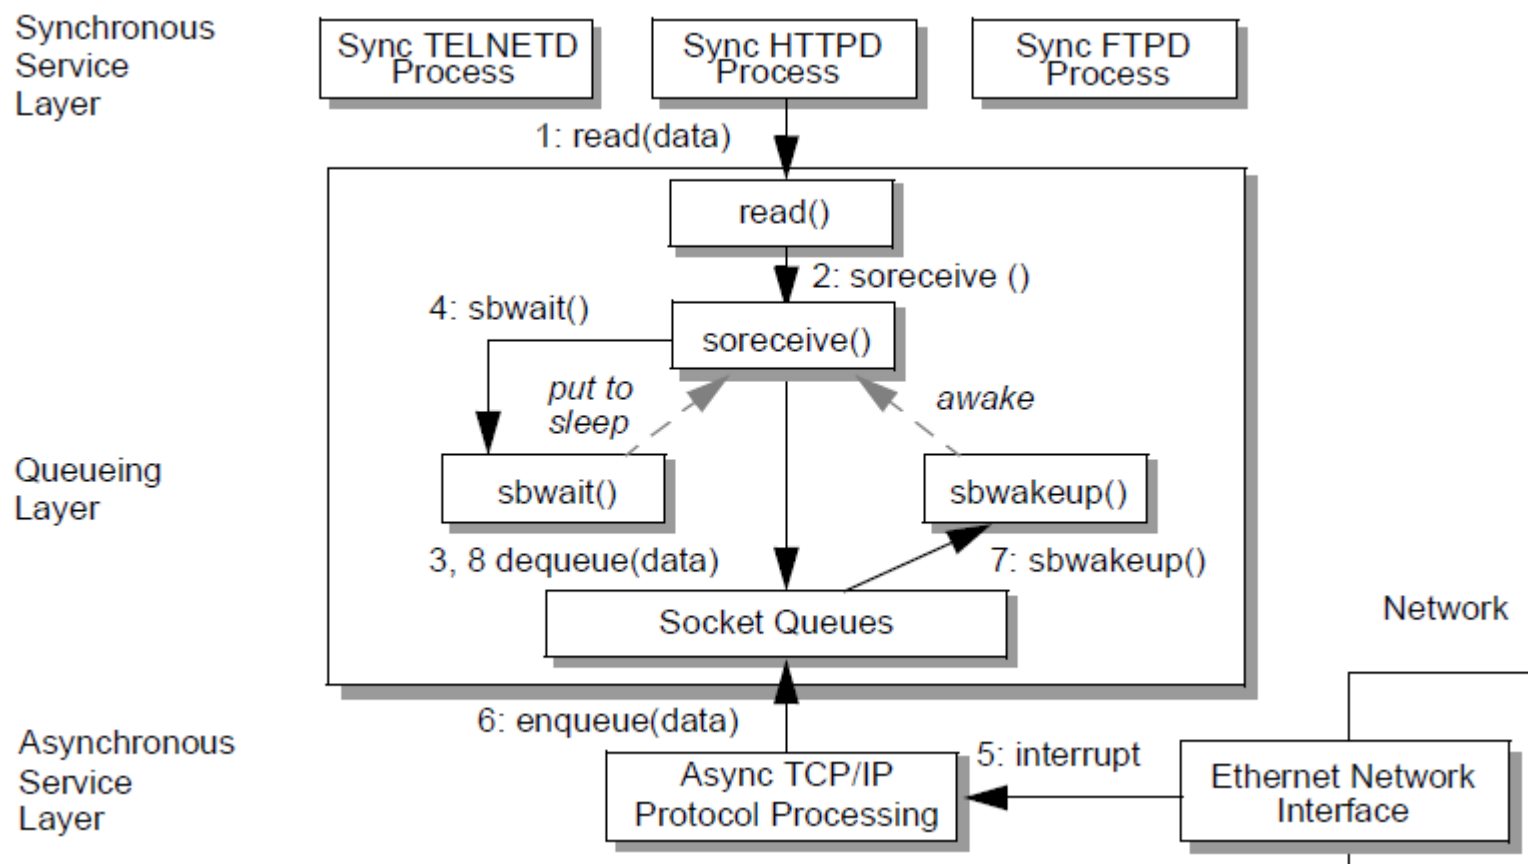 Synchronous
Service
Layer
Sync TELNETD
Process
Sync HTTPD
Process
Sync FTPD
Process
1: read(data)
read()
2: soreceive ()
4: sbwait()
soreceive()
put to
sleep
awake
Queueing
Layer
sbwait()
sbwakeup()
3, 8 dequeue(data)
7: sbwakeup()
Socket Queues
Network
6: enqueue(data)
Asynchronous
Service
Layer
Async TCP/IP
Protocol Processing
5: interrupt
Ethernet Network
Interface